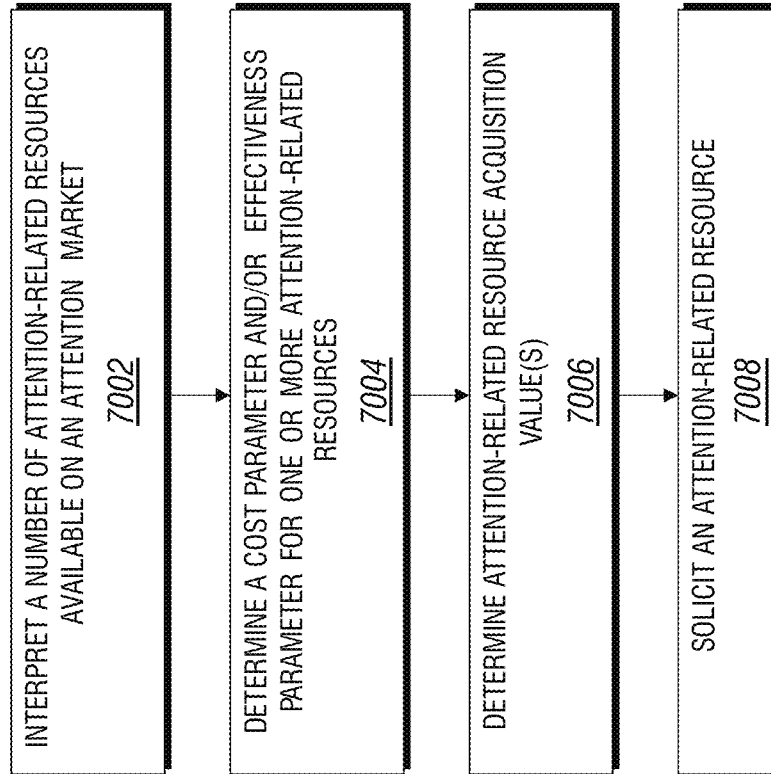 INTERPRET A NUMBER OF ATTENTION-RELATED RESOURCES
AVAILABLE ON AN ATTENTION MARKET
7002
DETERMINE A COST PARAMETER AND/OR EFFECTIVENESS
PARAMETER FOR ONE OR MORE ATTENTION-RELATED
RESOURCES
7004
DETERMINE ATTENTION-RELATED RESOURCE ACQUISITION
VALUE(S)
7006
SOLICIT AN ATTENTION-RELATED RESOURCE
7008